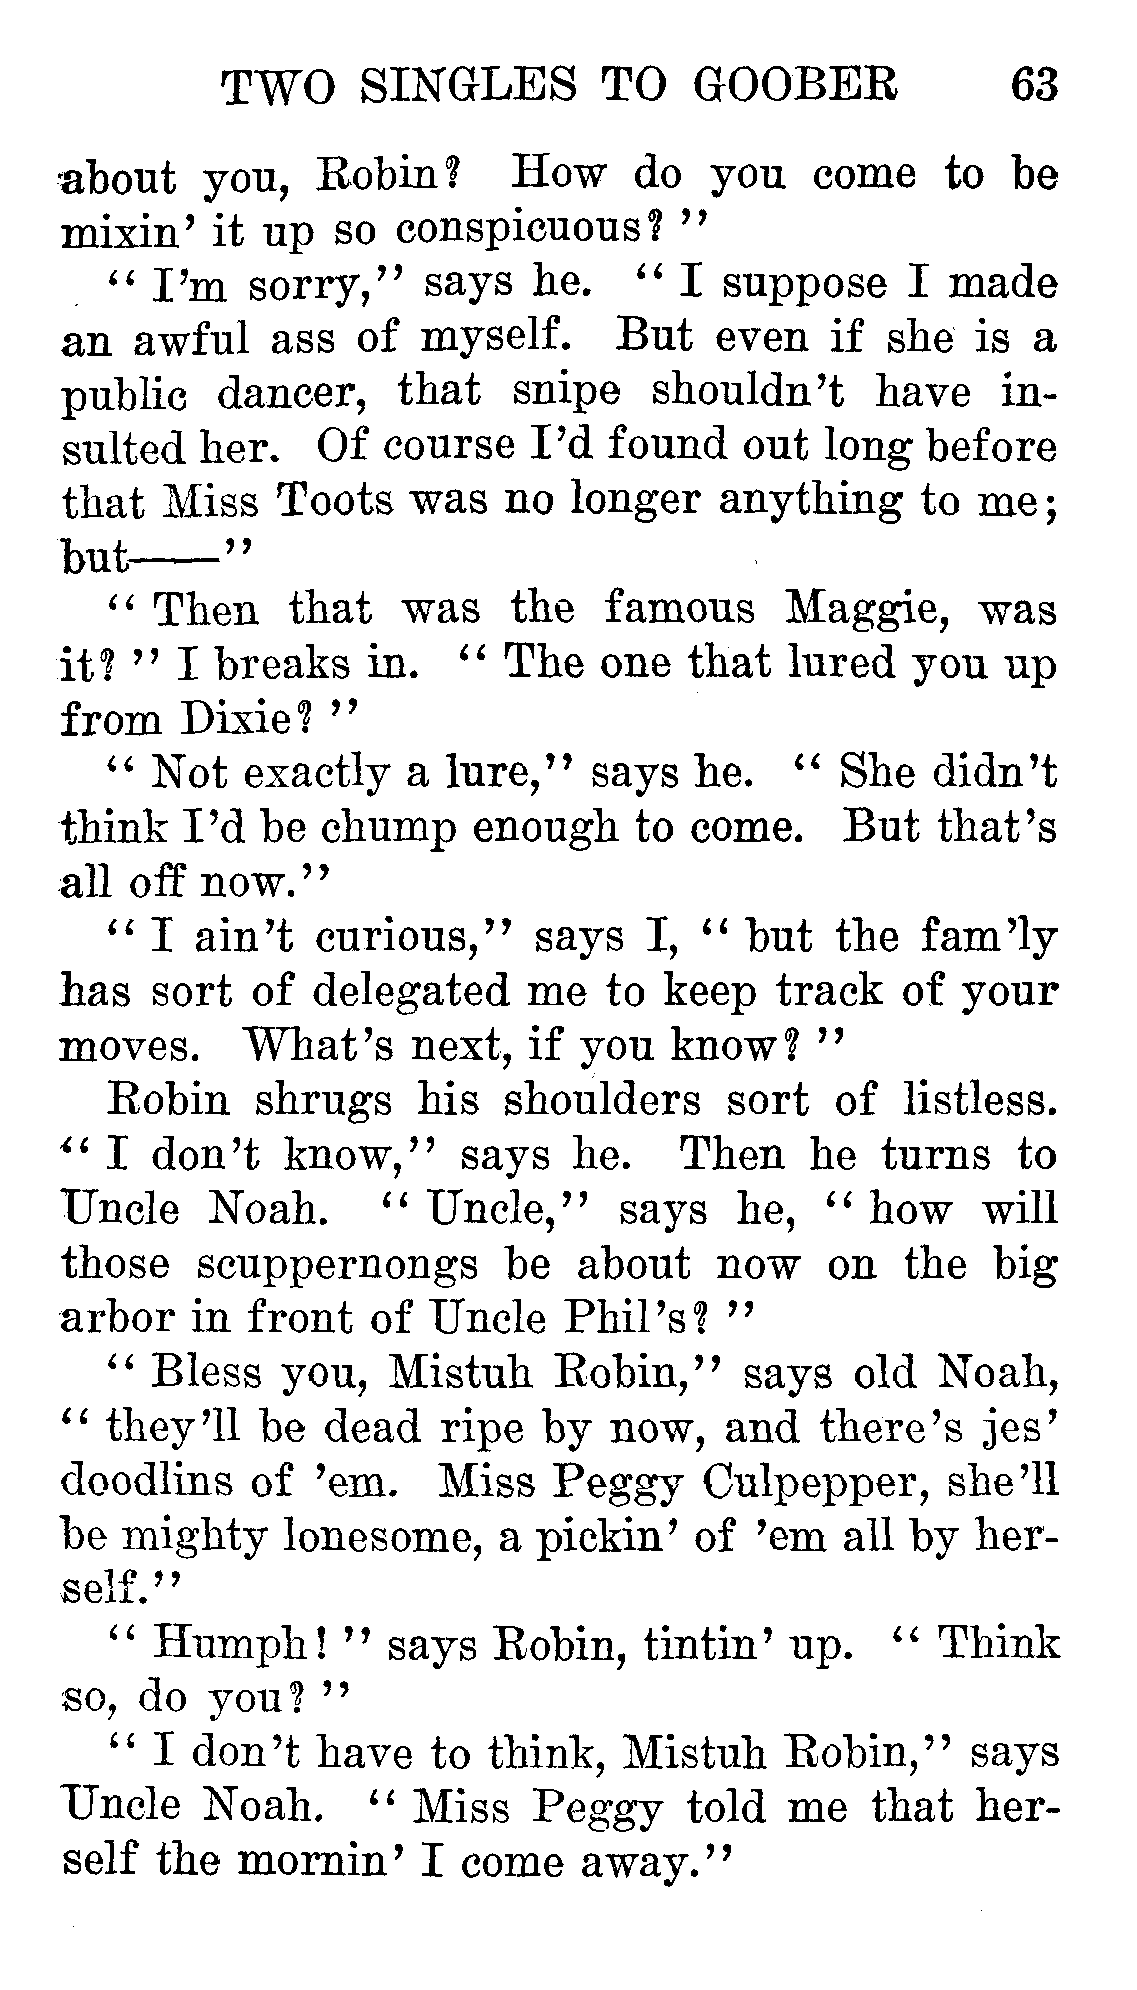 TWO SINGLES TO GOOBER 63
about you, Robin? How do you come to be
mixin' it up so conspicuous?"
"I'm sorry," says he. "I suppose I made
an awful ass of myself. But even if she is a
public dancer, that snipe shouldn't have in-
sulted her. Of course I'd found out long before
that Miss Toots was no longer anything to me;
but——"
"Then that was the famous Maggie, was
it?" I breaks in. "The one that lured you up
from Dixie?"
"Not exactly a lure," says he. "She didn't
think I'd be chump enough to come. But that's
all off now."
"I ain't curious," says I, "but the fam'ly
has sort of delegated me to keep track of your
moves. What's next, if you know?"
Robin shrugs his shoulders sort of listless.
"I don't know," says he. Then he turns to
Uncle Noah. "Uncle," says he, "how will
those scuppernongs be about now on the big
arbor in front of Uncle Phil's?"
"Bless you, Mistuh Robin," says old Noah,
"they'll be dead ripe by now, and there's jes'
doodlins of 'em. Miss Peggy Culpepper, she'll
be mighty lonesome, a pickin' of 'em all by her-
self."
"Humph!" says Robin, tintin' up. "Think
so, do you?"
"I don't have to think, Mistuh Robin," says
Uncle Noah. "Miss Peggy told me that her-
self the mornin' I come away."